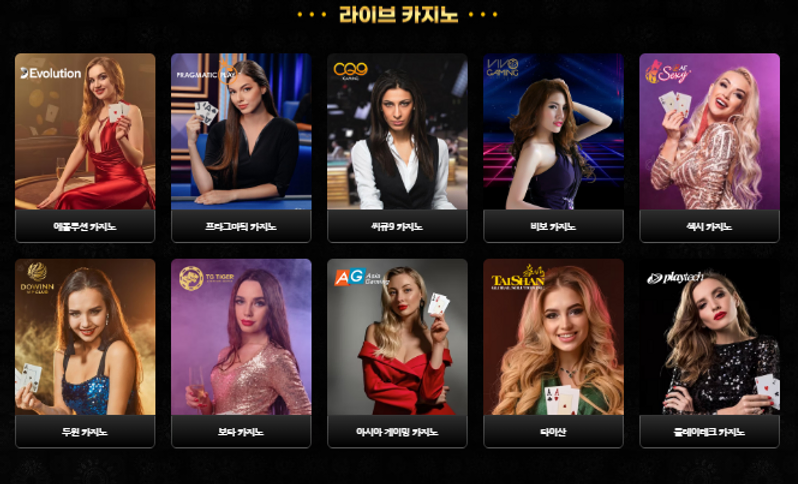 라이브 카지노
Evolution
PRAGMATIC PLAY
CQ9
GAMING
VIVO
GAMING
AE
Sexy
에볼루션 카지노
프라그마틱 카지노
씨큐9 카지노
비보 카지노
섹시 카지노
DOWINN
TG TIGER
AG Asia
Gaming
TAISHAN
playtech
두윈 카지노
보타 카지노
아시아 게이밍 카지노
타이산
플레이테크 카지노